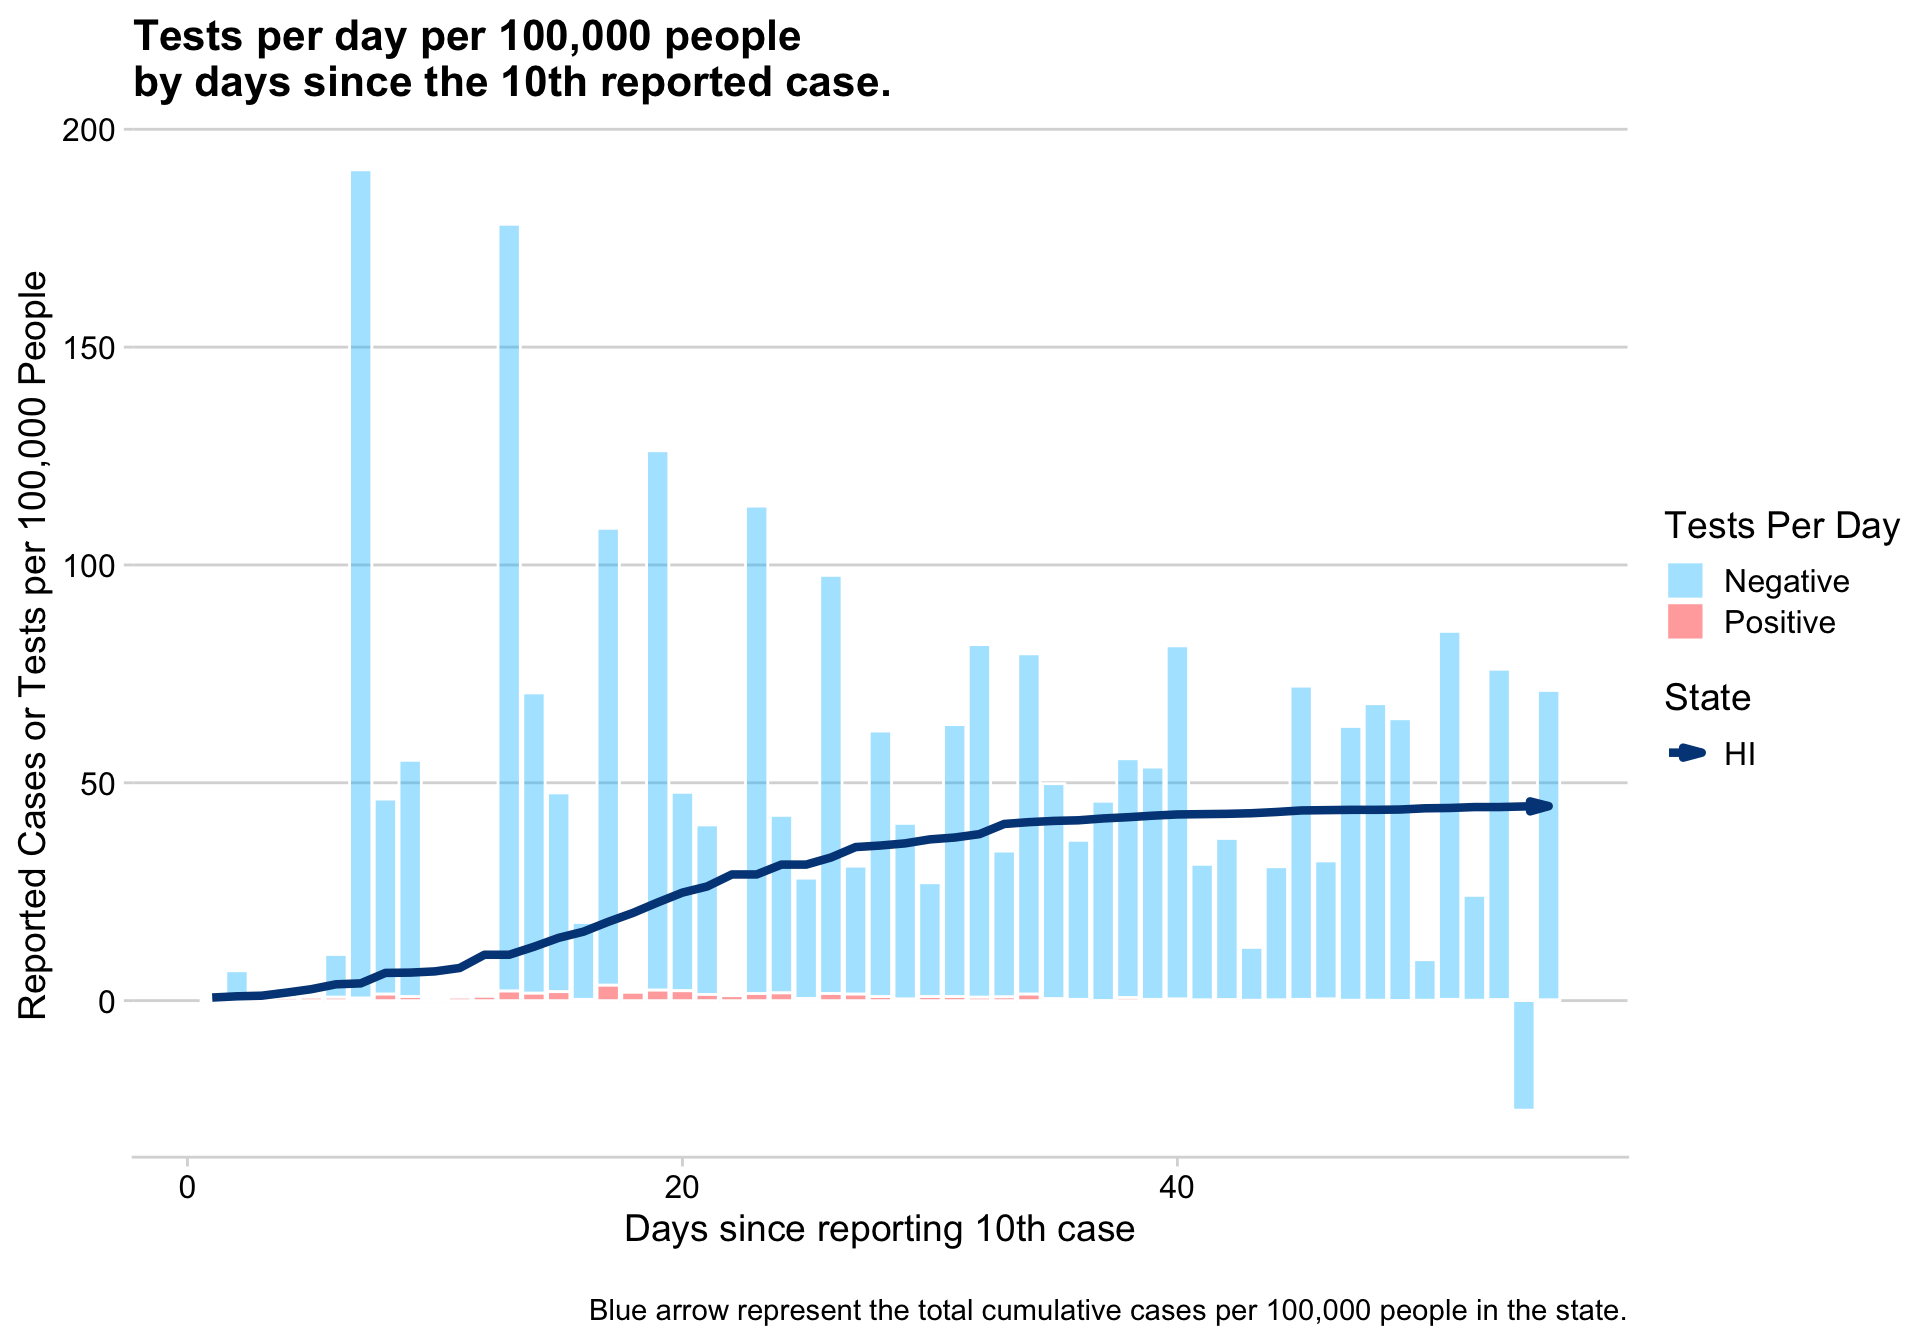 Tests per day per 100,000 people
by days since the 10th reported case.
Reported Cases or Tests per 100,000 People
200
150
100
50
0
0
20
40
Days since reporting 10th case
Tests Per Day
Negative
Positive
State
HI
Blue arrow represent the total cumulative cases per 100,000 people in the state.